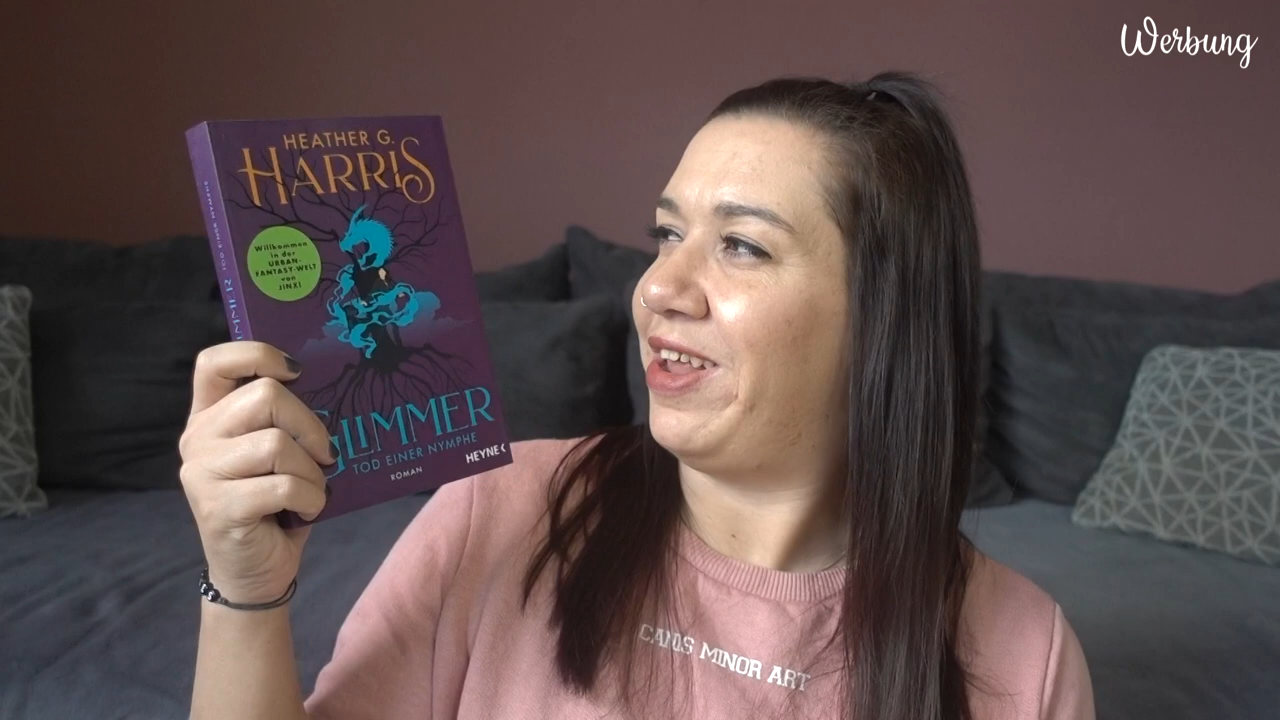 Werbung
HEATHER G.
HARRIS
Willkommen
in der
URBAN-
FANTASY-WELT
von
JINX!
GLIMMER
TOD EINER NYMPHE
ROMAN
HEYNE<
CANIS MINOR ART